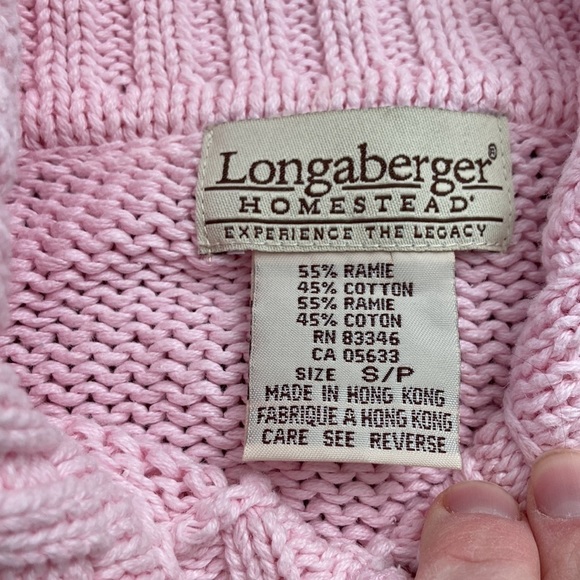 Longaberger®
HOMESTEAD
EXPERIENCE THE LEGACY
55% RAMIE
45% COTTON
55% RAMIE
45% COTON
RN 83346
CA 05633
SIZE S/P
MADE IN HONG KONG
FABRIQUE A HONG KONG
CARE SEE REVERSE